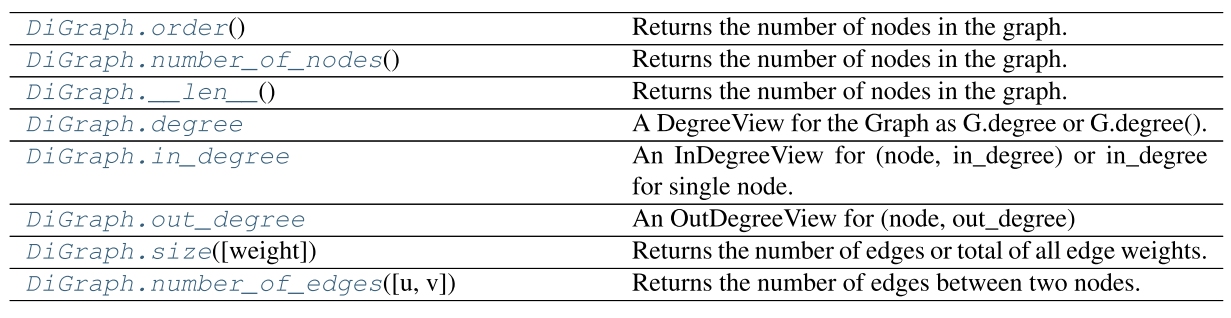 DiGraph.order() Returns the number of nodes in the graph.
DiGraph.number_of_nodes() Returns the number of nodes in the graph.
DiGraph.__len__() Returns the number of nodes in the graph.
DiGraph.degree A DegreeView for the Graph as G.degree or G.degree().
DiGraph.in_degree An InDegreeView for (node, in_degree) or in_degree
for single node.
DiGraph.out_degree An OutDegreeView for (node, out_degree)
DiGraph.size([weight]) Returns the number of edges or total of all edge weights.
DiGraph.number_of_edges([u, v]) Returns the number of edges between two nodes.